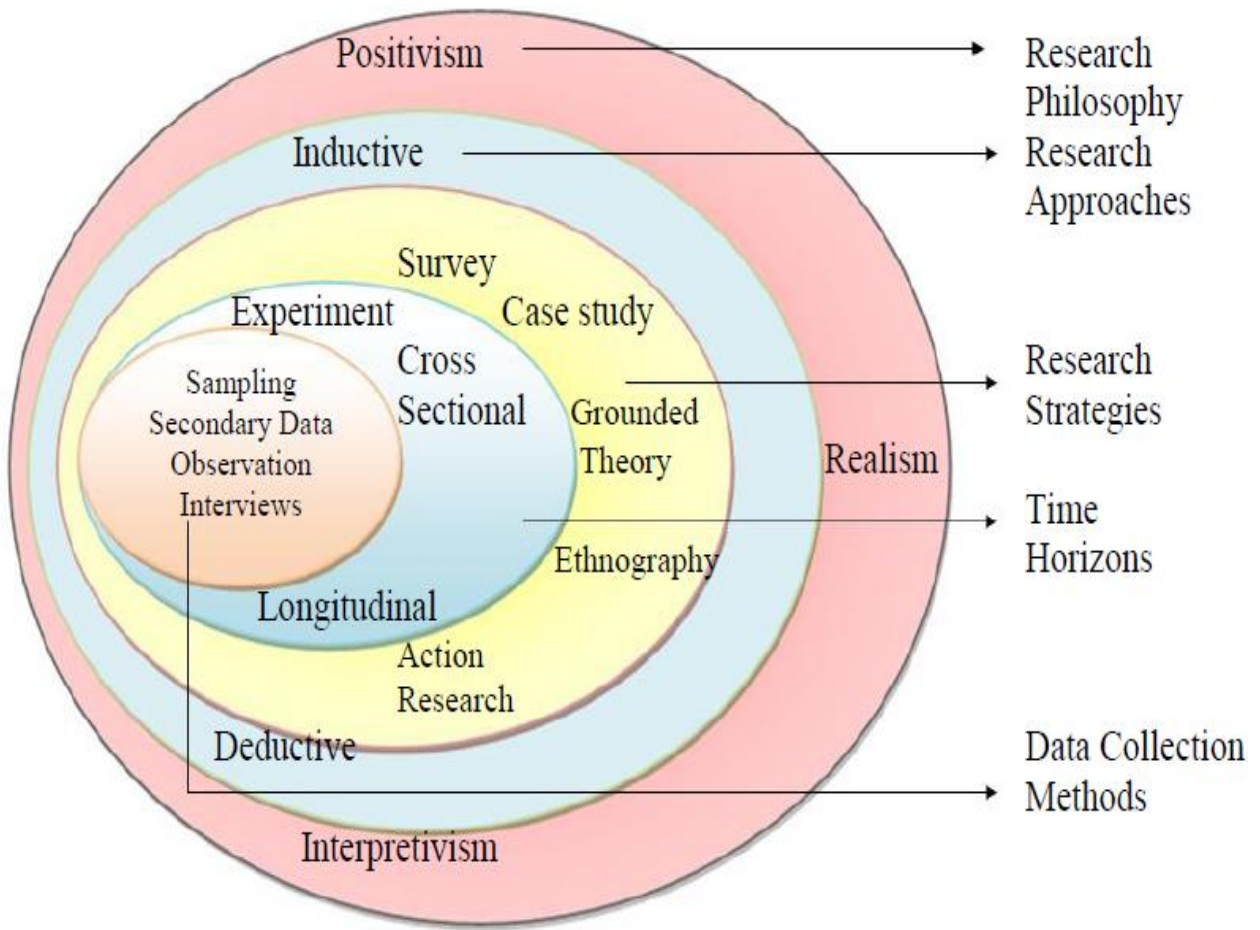 Positivism
Research
Philosophy
Inductive
Research
Approaches
Survey
Experiment
Case study
Cross
Sectional
Sampling
Secondary Data
Observation
Interviews
Grounded
Theory
Research
Strategies
Realism
Time
Horizons
Ethnography
Longitudinal
Action
Research
Deductive
Data Collection
Methods
Interpretivism